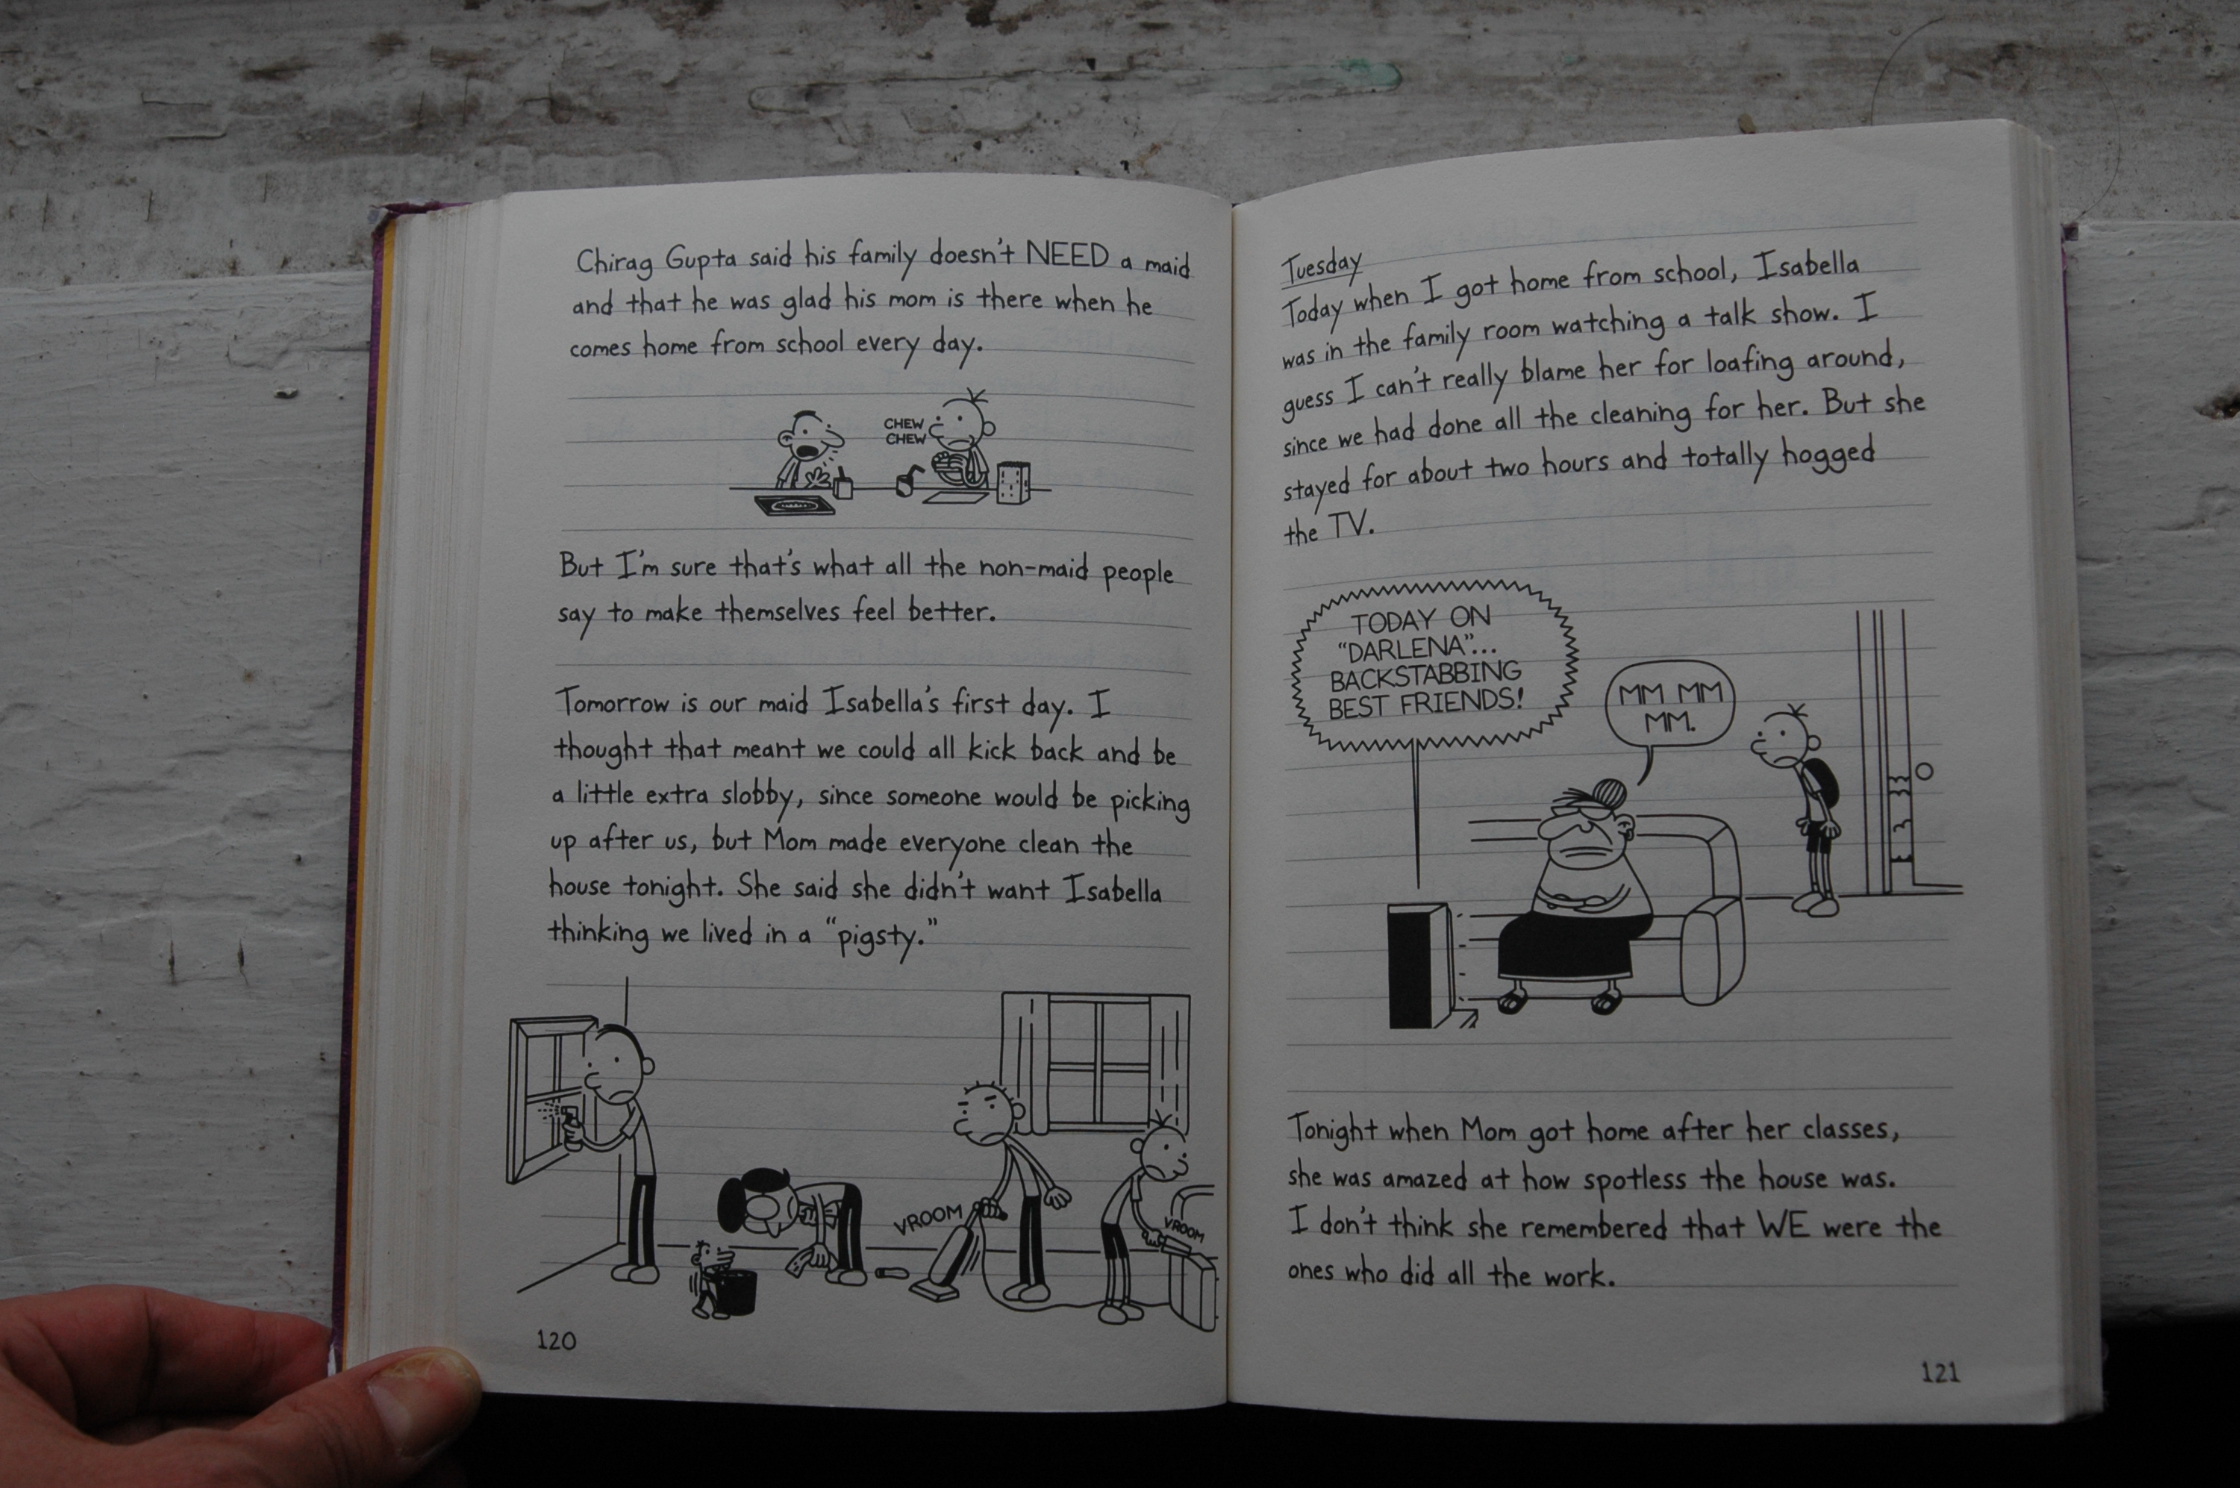 Chirag Gupta said his family doesn't NEED a maid
and that he was glad his mom is there when he
comes home from school every day.
CHEW
CHEW
But I'm sure that's what all the non-maid people
say to make themselves feel better.
Tomorrow is our maid Isabella's first day. I
thought that meant we could all kick back and be
a little extra slobby, since someone would be picking
up after us, but Mom made everyone clean the
house tonight. She said she didn't want Isabella
thinking we lived in a "pigsty."
VROOM
VROOM
120
Tuesday
Today when I got home from school, Isabella
was in the family room watching a talk show. I
guess I can't really blame her for loafing around,
since we had done all the cleaning for her. But she
stayed for about two hours and totally hogged
the TV.
TODAY ON
"DARLENA"...
BACKSTABBING
BEST FRIENDS!
MM MM
MM.
Tonight when Mom got home after her classes,
she was amazed at how spotless the house was.
I don't think she remembered that WE were the
ones who did all the work.
121